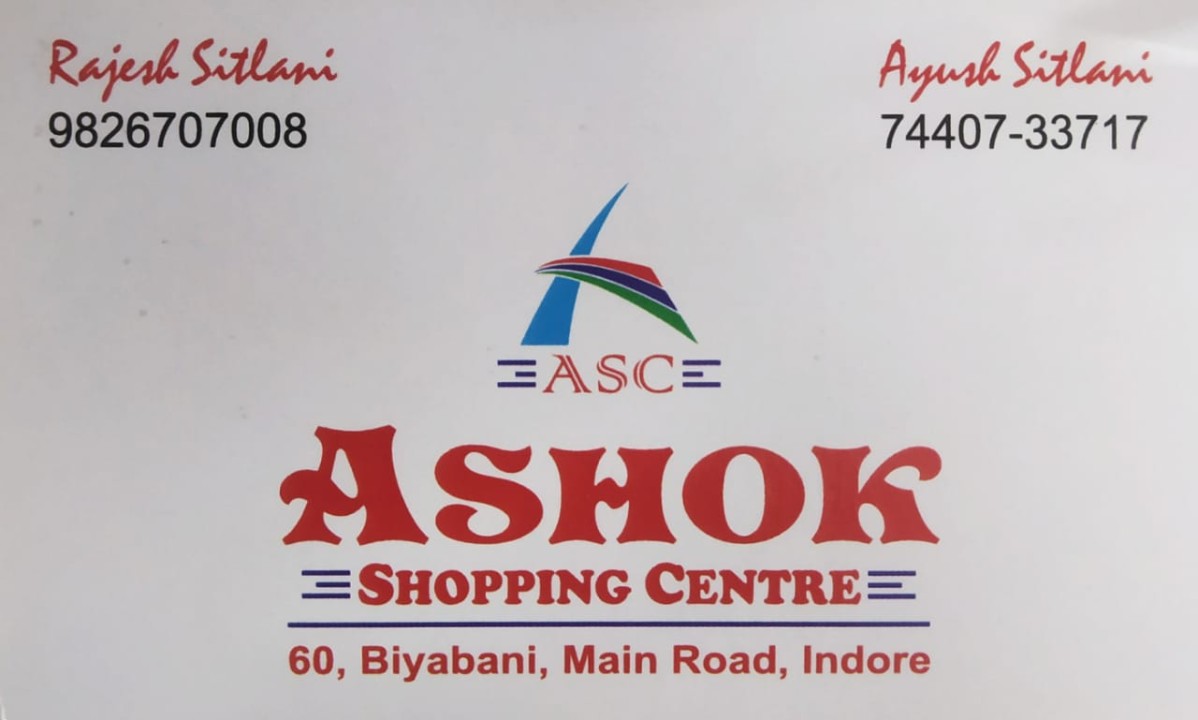 Rajesh Sitlani
9826707008
Ayush Sitlani
74407-33717
ASC
ASHOK
SHOPPING CENTRE
60, Biyabani, Main Road, Indore